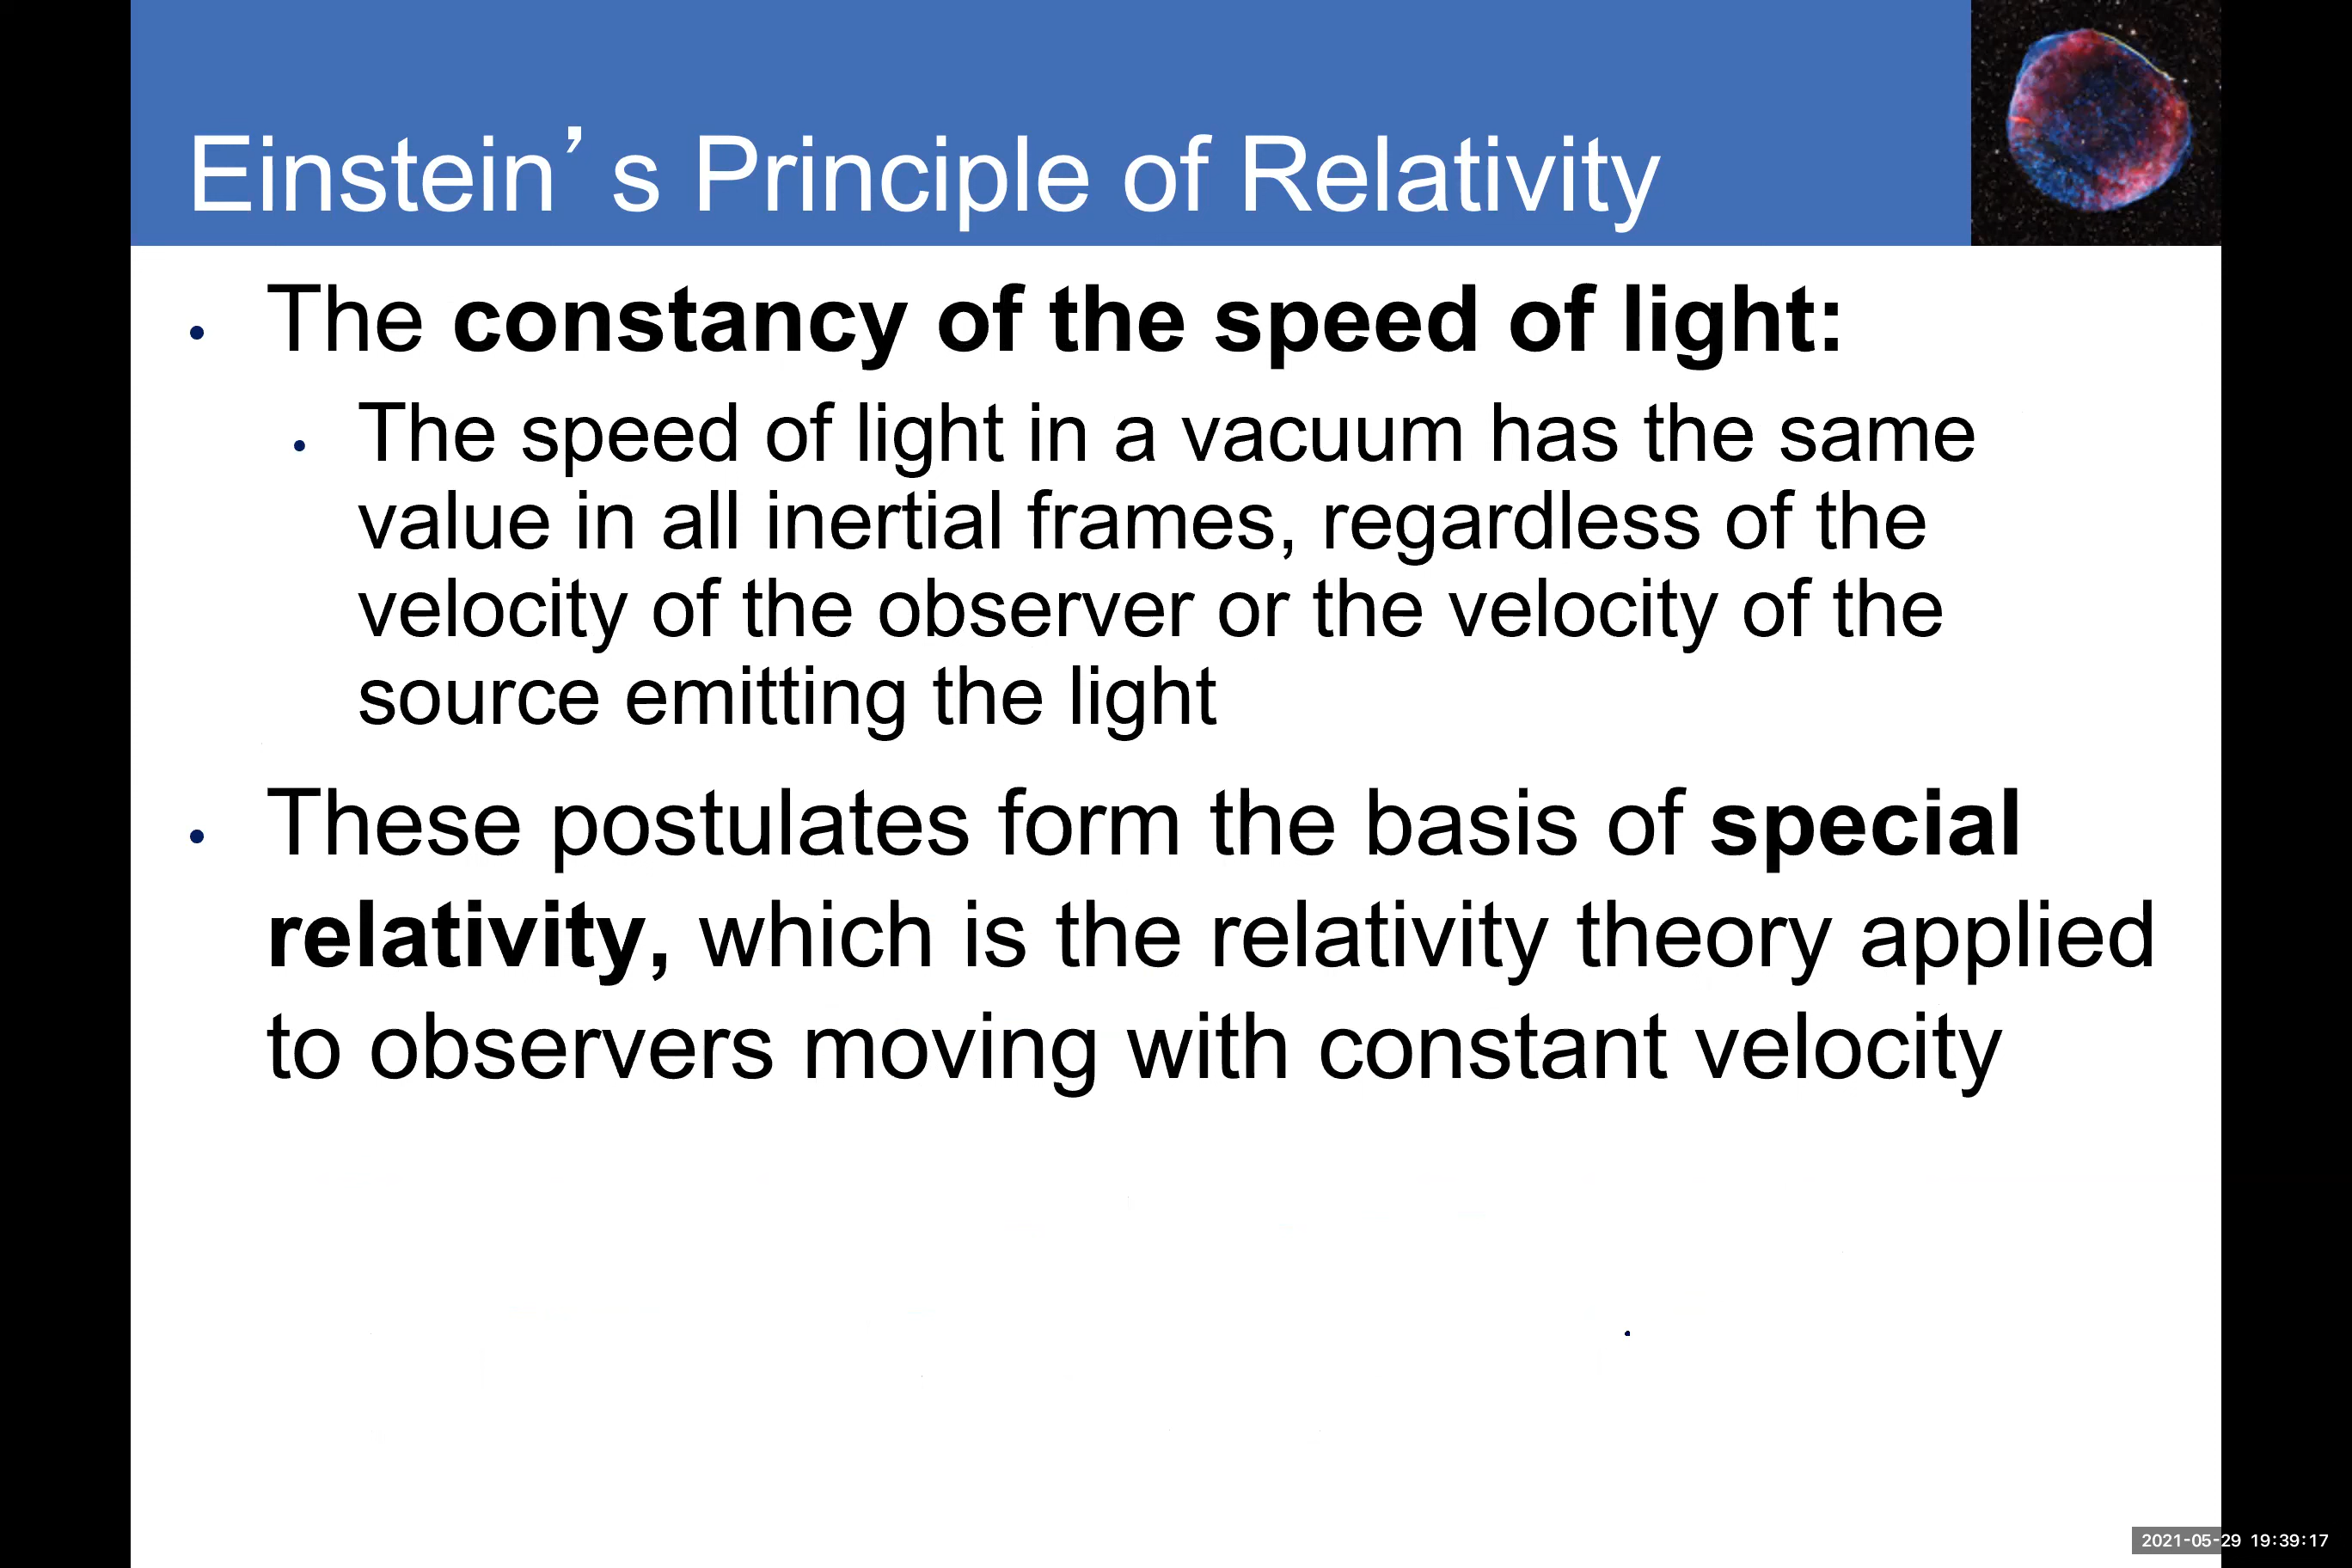 Einstein’s Principle of Relativity
• The constancy of the speed of light:
• The speed of light in a vacuum has the same
value in all inertial frames, regardless of the
velocity of the observer or the velocity of the
source emitting the light
• These postulates form the basis of special
relativity, which is the relativity theory applied
to observers moving with constant velocity
2021-05-29 19:39:17